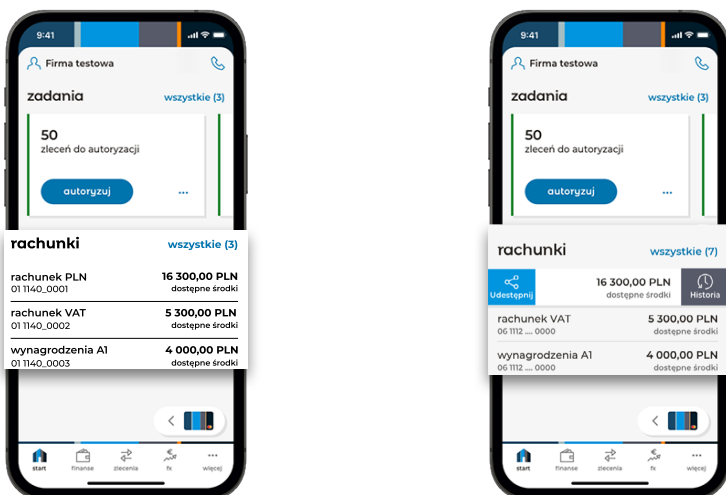 9:41
Firma testowa
zadania
wszystkie (3)
50
zleceń do autoryzacji
autoryzuj
...
rachunki
wszystkie (3)
rachunek PLN
16 300,00 PLN
01 1140_0001
dostępne środki
rachunek VAT
5 300,00 PLN
01 1140_0002
dostępne środki
wynagrodzenia A1
4 000,00 PLN
01 1140_0003
dostępne środki
start
finanse
zlecenia
fx
więcej
9:41
Firma testowa
zadania
wszystkie (3)
50
zleceń do autoryzacji
autoryzuj
...
rachunki
wszystkie (7)
Udestępnij
16 300,00 PLN
dostępne środki
Historia
rachunek VAT
5 300,00 PLN
06 1112 .... 0000
dostępne środki
wynagrodzenia A1
4 000,00 PLN
06 1112 .... 0000
dostępne środki
start
finanse
zlecenia
fx
więcej